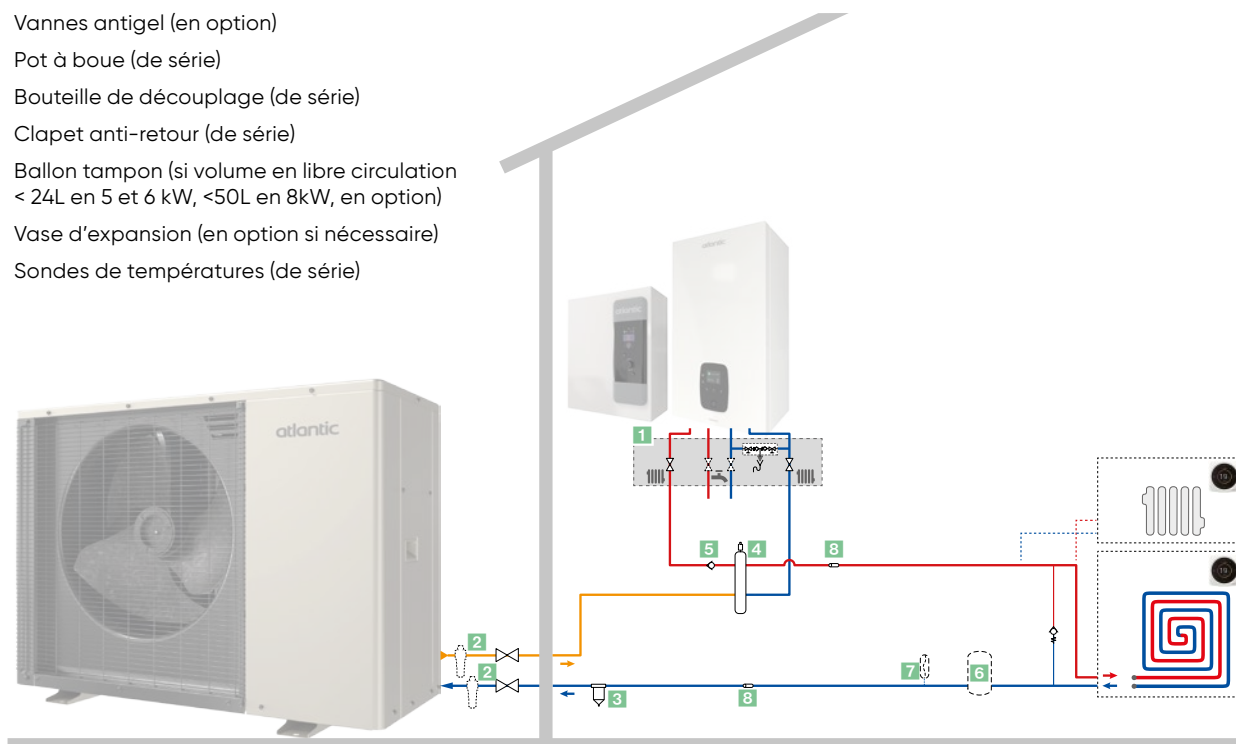 Vannes antigel (en option)
Pot à boue (de série)
Bouteille de découplage (de série)
Clapet anti-retour (de série)
Ballon tampon (si volume en libre circulation
< 24L en 5 et 6 kW, <50L en 8kW, en option)
Vase d'expansion (en option si nécessaire)
Sondes de températures (de série)
atlantic
atlantic
atlantic
1
5
4
8
2
2
3
8
7
6
19
19